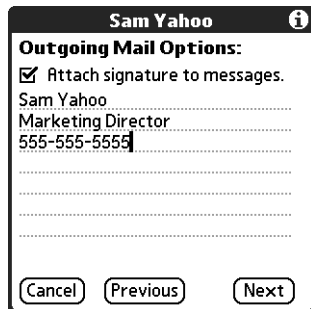 Sam Yahoo
Outgoing Mail Options:
Attach signature to messages.
Sam Yahoo
Marketing Director
555-555-5555
Cancel Previous Next